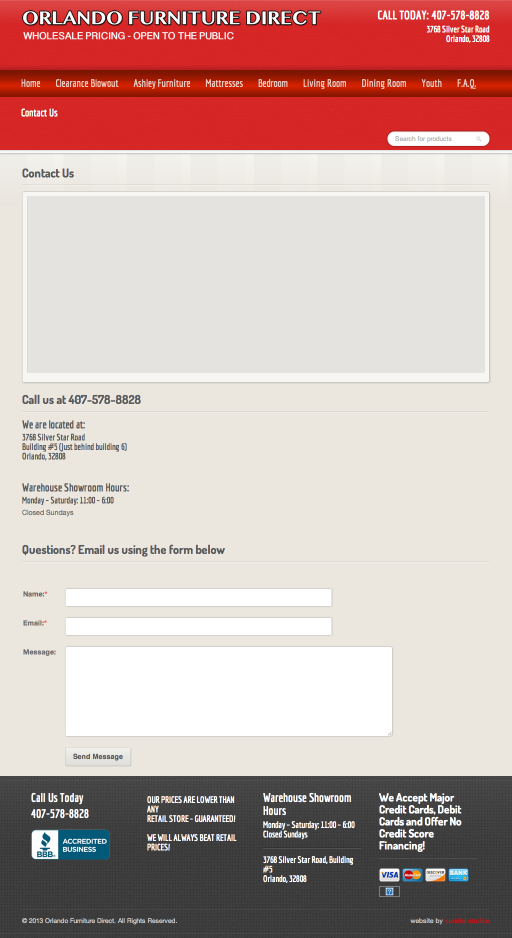 ORLANDO FURNITURE DIRECT
WHOLESALE PRICING - OPEN TO THE PUBLIC
CALL TODAY: 407-578-8828
3768 Silver Star Road
Orlando, 32808
Home Clearance Blowout Ashley Furniture Mattresses Bedroom Living Room Dining Room Youth F.A.Q.
Contact Us
Search for products
Contact Us
Call us at 407-578-8828
We are located at:
3768 Silver Star Road
Building #5 (Just behind building 6)
Orlando, 32808
Warehouse Showroom Hours:
Monday - Saturday: 11:00 - 6:00
Closed Sundays
Questions? Email us using the form below
Name:*
Email:*
Message:
Send Message
Call Us Today
407-578-8828
BBB.
ACCREDITED
BUSINESS
OUR PRICES ARE LOWER THAN
ANY
RETAIL STORE - GUARANTEED!
WE WILL ALWAYS BEAT RETAIL
PRICES!
Warehouse Showroom
Hours
Monday - Saturday: 11:00 - 6:00
Closed Sundays
3768 Silver Star Road, Building
#5
Orlando, 32808
We Accept Major
Credit Cards, Debit
Cards and Offer No
Credit Score
Financing!
VISA MasterCard DISCOVER BANK
© 2013 Orlando Furniture Direct. All Rights Reserved.
website by